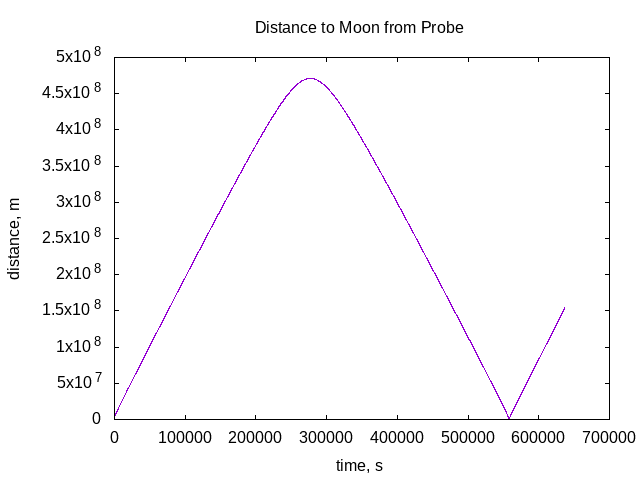 Distance to Moon from Probe
5x10^8
4.5x10^8
4x10^8
3.5x10^8
3x10^8
2.5x10^8
2x10^8
1.5x10^8
1x10^8
5x10^7
0
distance, m
0 100000 200000 300000 400000 500000 600000 700000
time, s